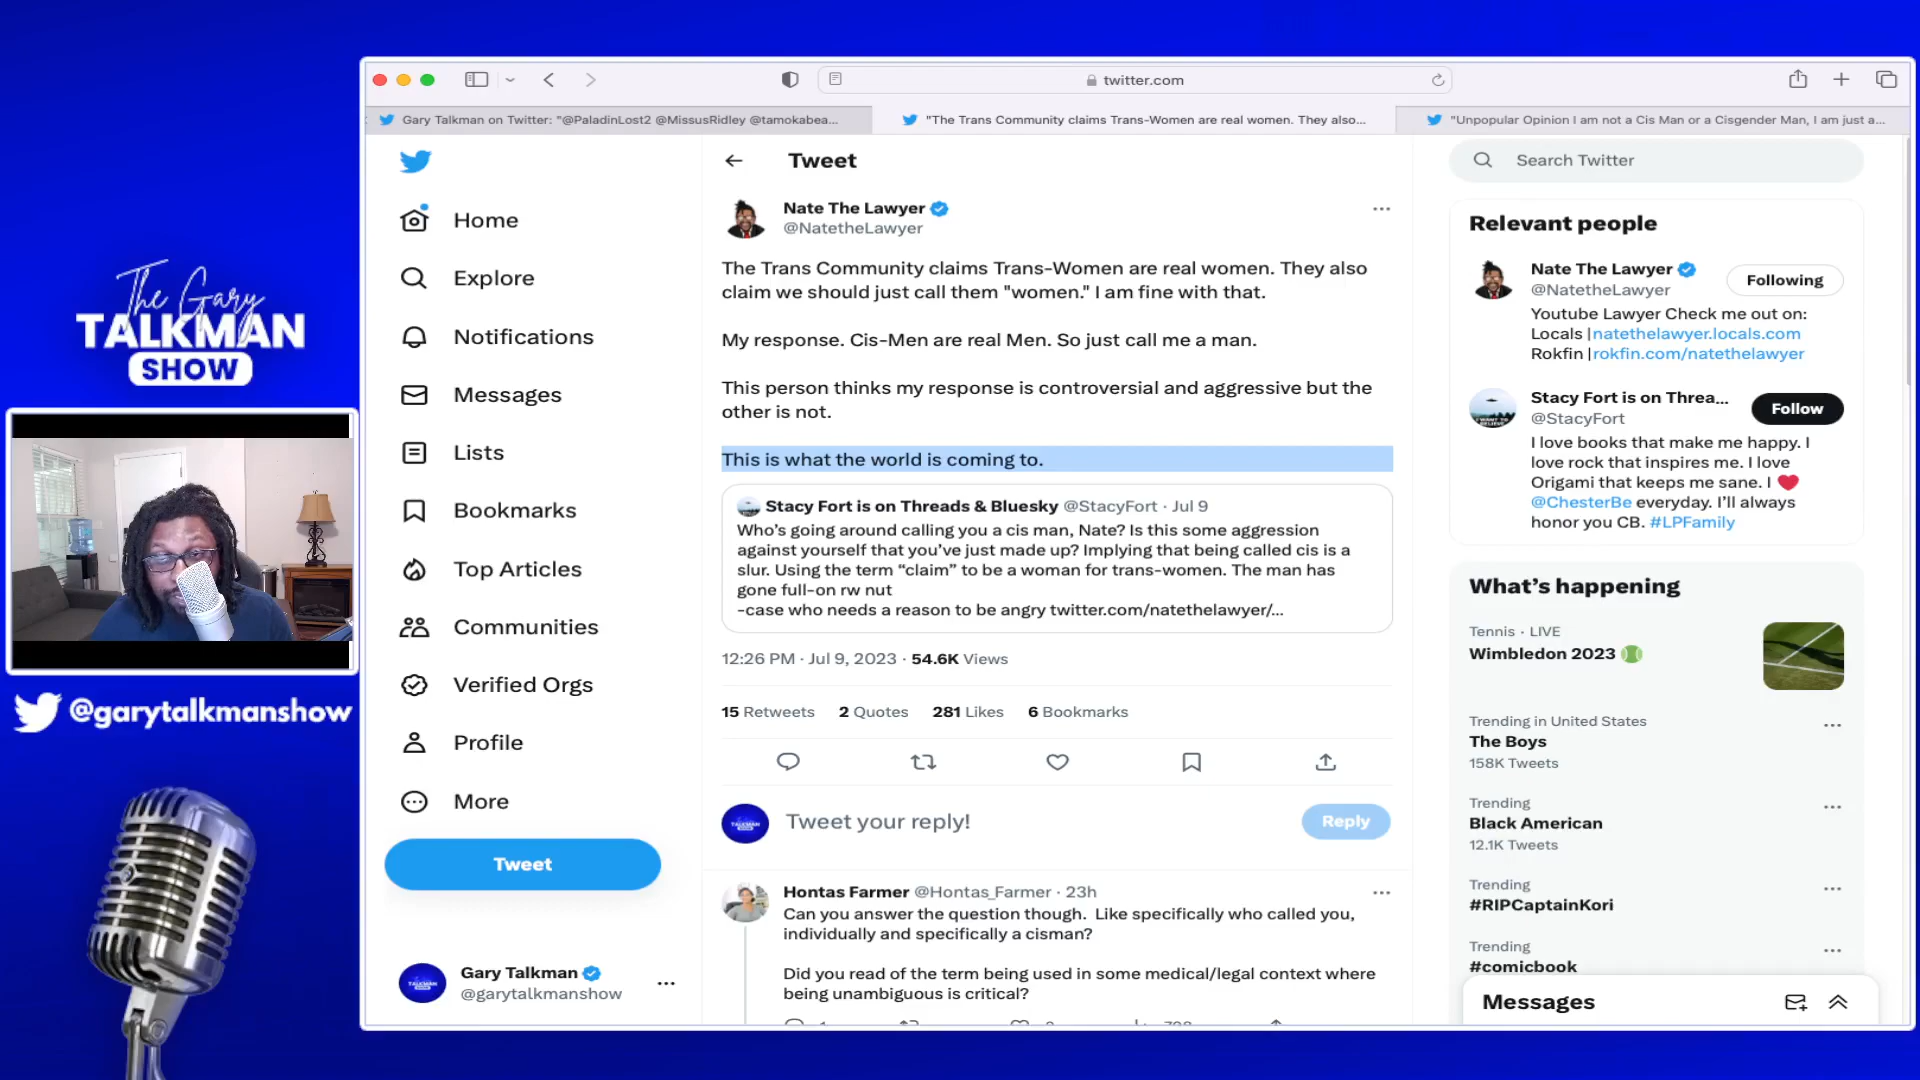 The Gary
TALKMAN
SHOW
@garytalkmanshow
twitter.com
Gary Talkman on Twitter: "@PaladinLost2 @MissusRidley @tamokabea...
"The Trans Community claims Trans-Women are real women. They also...
"Unpopular Opinion I am not a Cis Man or a Cisgender Man, I am just a...
Home
Explore
Notifications
Messages
Lists
Bookmarks
Top Articles
Communities
Verified Orgs
Profile
More
Tweet
Gary Talkman
@garytalkmanshow
Tweet
Nate The Lawyer
@NatetheLawyer
The Trans Community claims Trans-Women are real women. They also
claim we should just call them "women." I am fine with that.
My response. Cis-Men are real Men. So just call me a man.
This person thinks my response is controversial and aggressive but the
other is not.
This is what the world is coming to.
Stacy Fort is on Threads & Bluesky @StacyFort · Jul 9
Who's going around calling you a cis man, Nate? Is this some aggression
against yourself that you've just made up? Implying that being called cis is a
slur. Using the term “claim” to be a woman for trans-women. The man has
gone full-on rw nut
-case who needs a reason to be angry twitter.com/natethelawyer/...
12:26 PM · Jul 9, 2023 · 54.6K Views
15 Retweets 2 Quotes 281 Likes 6 Bookmarks
TALKMAN
Tweet your reply!
Reply
Hontas Farmer @Hontas_Farmer · 23h
Can you answer the question though. Like specifically who called you,
individually and specifically a cisman?
Did you read of the term being used in some medical/legal context where
being unambiguous is critical?
Search Twitter
Relevant people
Nate The Lawyer
@NatetheLawyer
Following
Youtube Lawyer Check me out on:
Locals |natethelawyer.locals.com
Rokfin |rokfin.com/natethelawyer
Stacy Fort is on Threa...
@StacyFort
Follow
I love books that make me happy. I
love rock that inspires me. I love
Origami that keeps me sane. I ❤️
@ChesterBe everyday. I'll always
honor you CB. #LPFamily
What's happening
Tennis · LIVE
Wimbledon 2023
Trending in United States
The Boys
158K Tweets
Trending
Black American
12.1K Tweets
Trending
#RIPCaptainKori
Trending
#comicbook
Messages